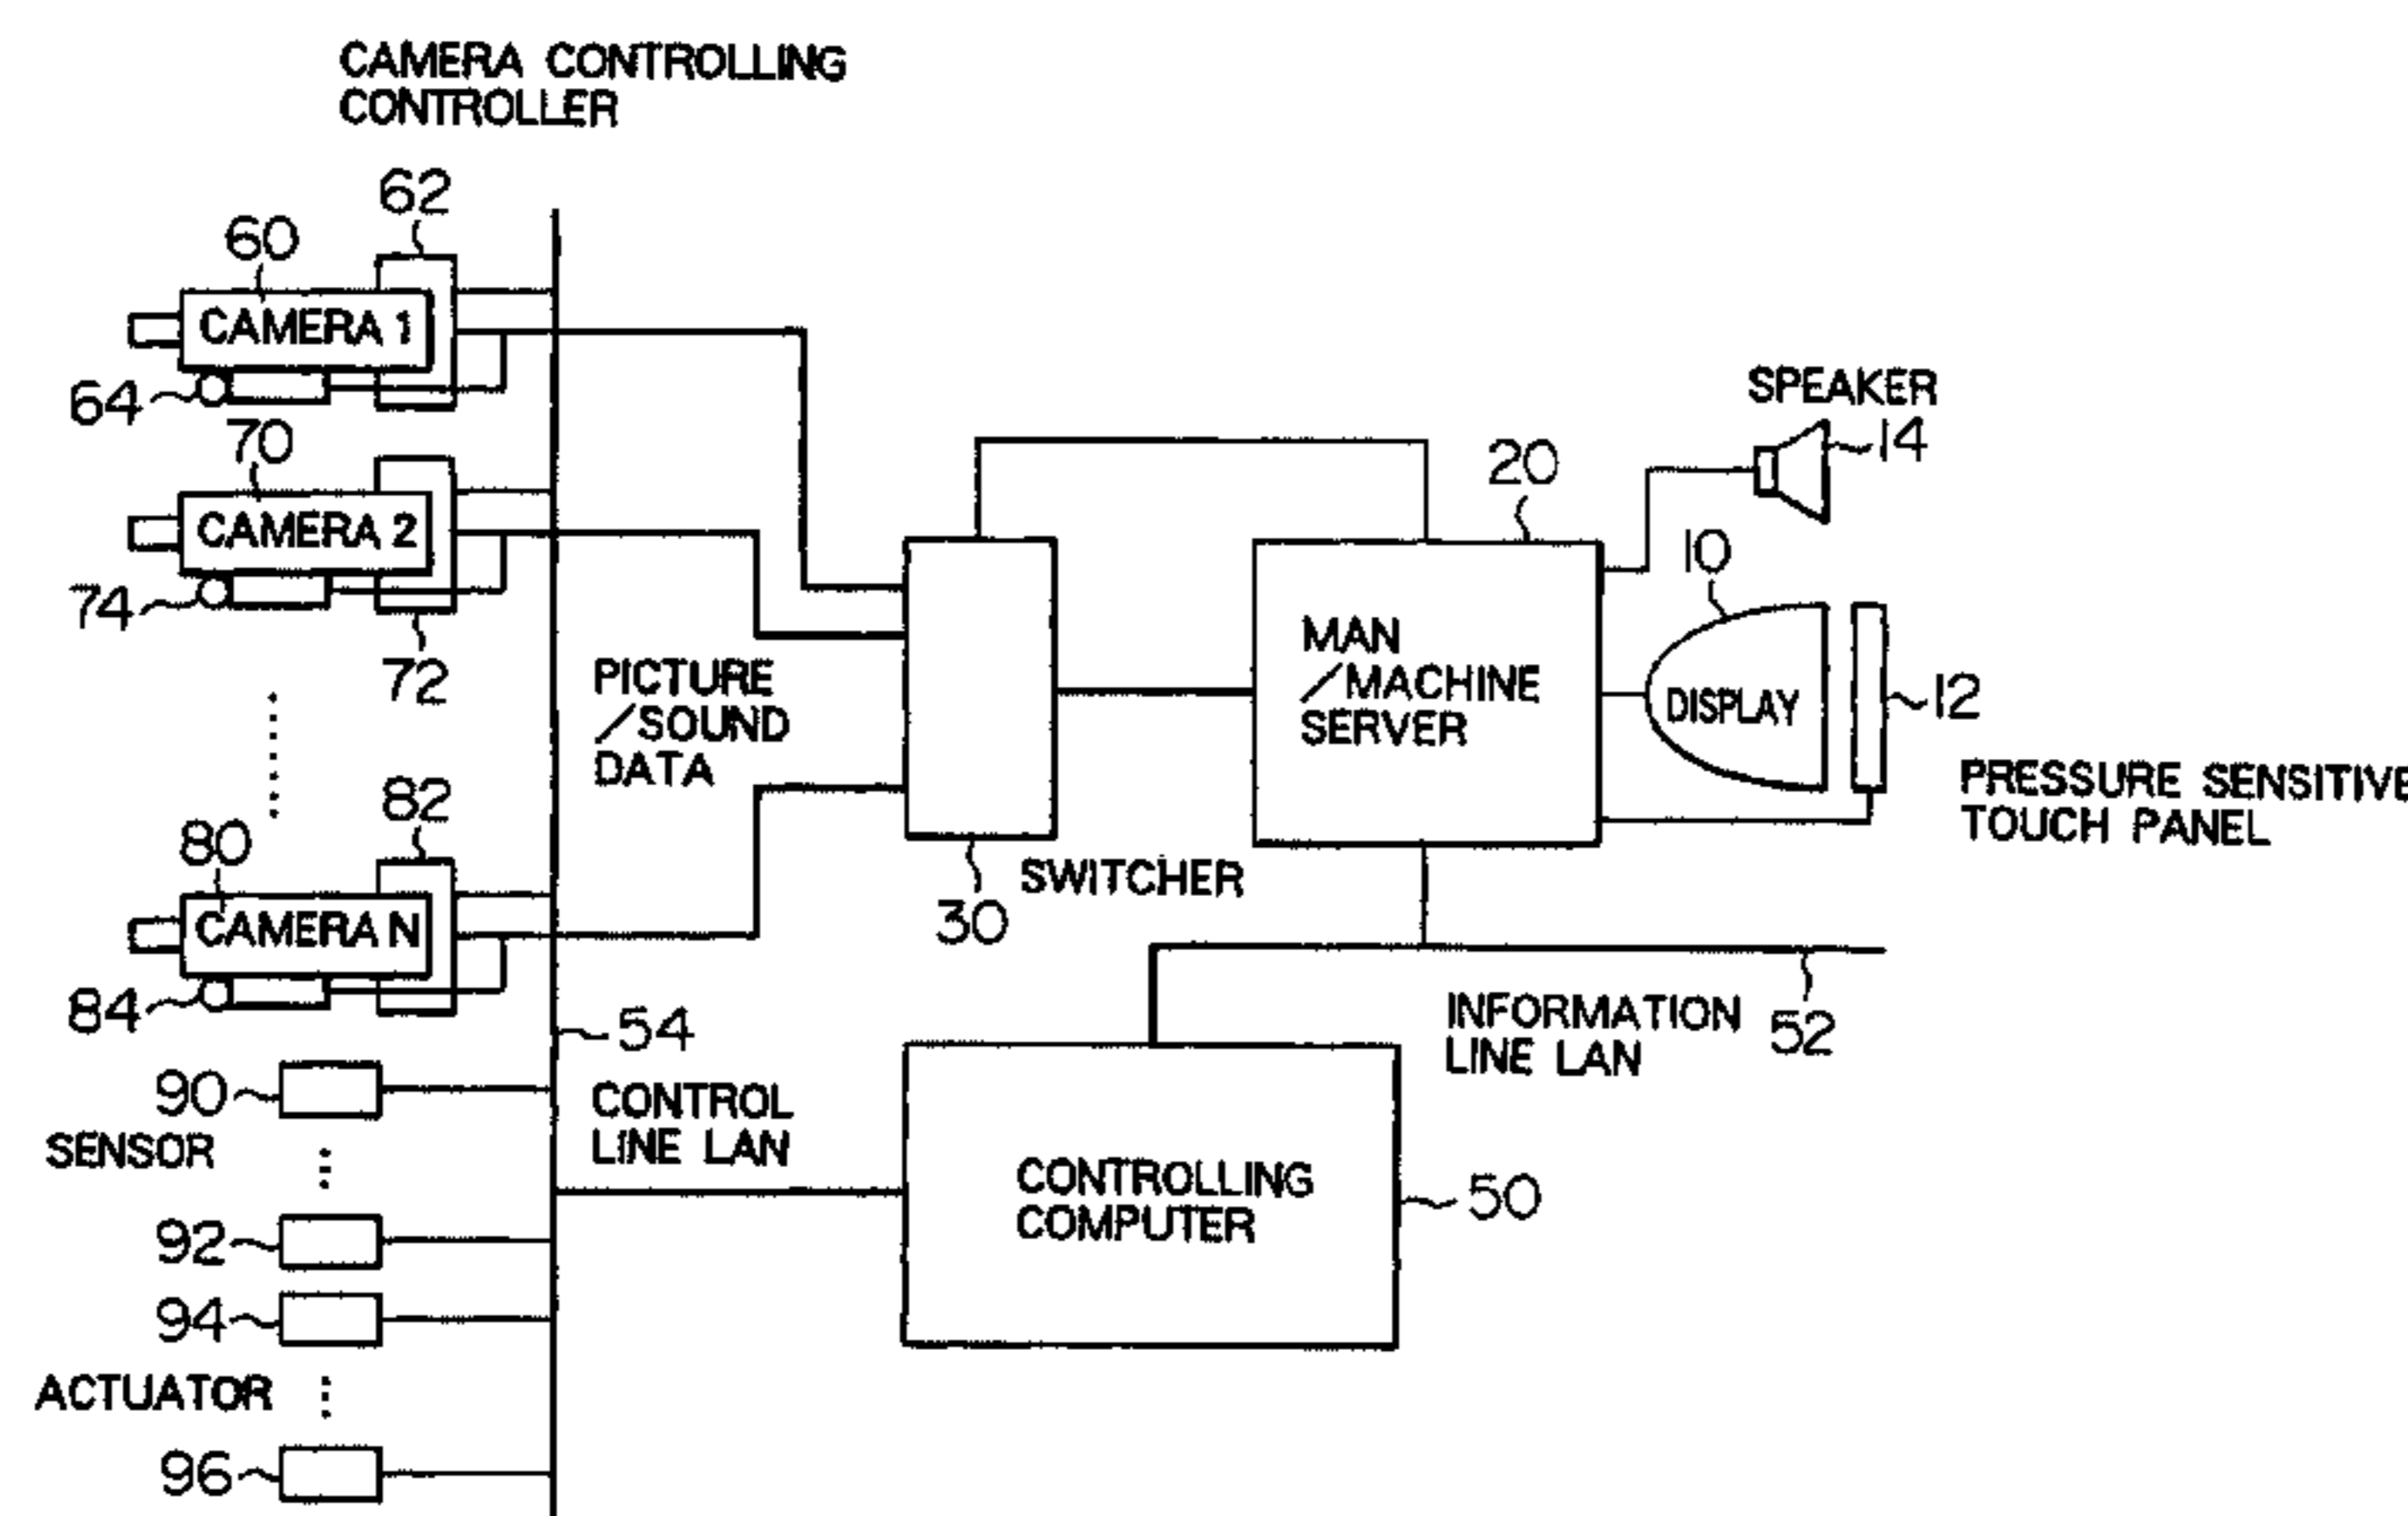 CAMERA CONTROLLING
CONTROLLER
62
60
CAMERA 1
64
70
CAMERA 2
74
72
PICTURE
/SOUND
DATA
82
80
CAMERA N
84
54
90
SENSOR
CONTROL
LINE LAN
92
94
ACTUATOR
96
SPEAKER
14
20
10
MAN
/MACHINE
SERVER
DISPLAY
12
PRESSURE SENSITIVE
TOUCH PANEL
SWITCHER
30
INFORMATION
LINE LAN
52
CONTROLLING
COMPUTER
50